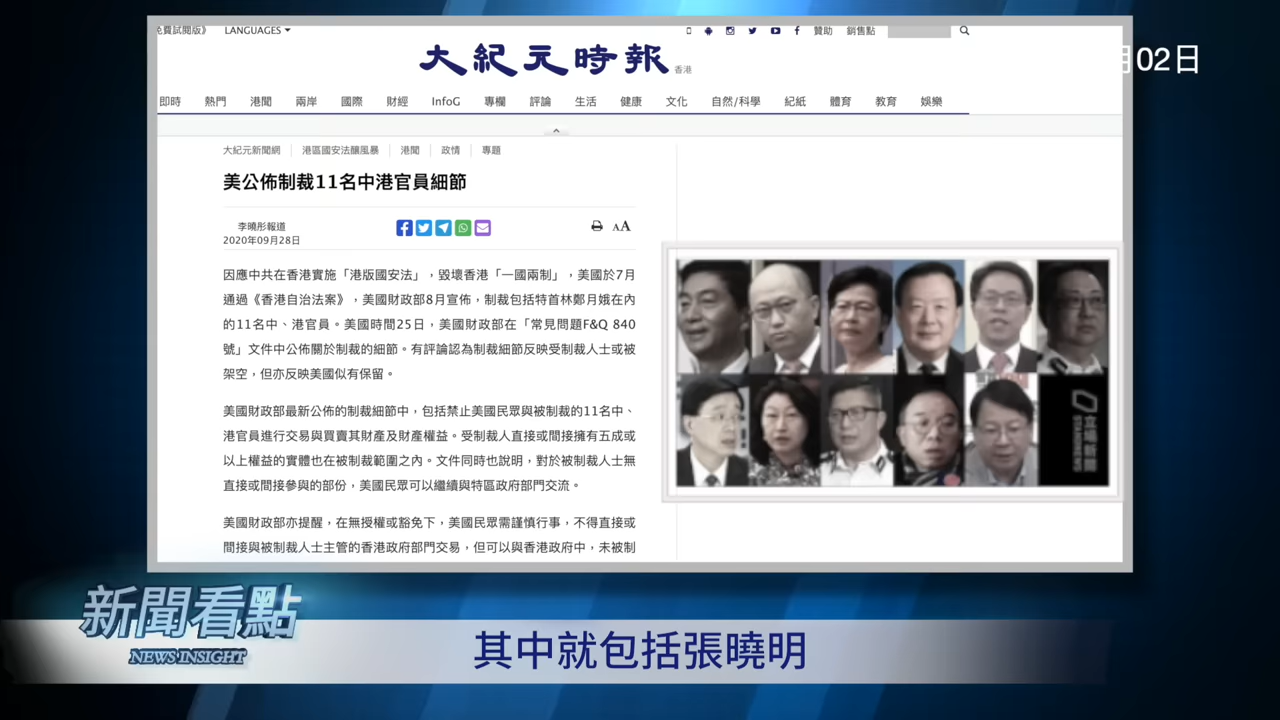 免費試閱版》 LANGUAGES
贊助 銷售點
大紀元時報 香港
月02日
即時 熱門 港聞 兩岸 國際 財經 InfoG 專欄 評論 生活 健康 文化 自然/科學 紀紙 體育 教育 娛樂
大紀元新聞網 港區國安法釀風暴 港聞 政情 專題
美公佈制裁11名中港官員細節
李曉彤報道
2020年09月28日
AA
因應中共在香港實施「港版國安法」，毀壞香港「一國兩制」，美國於7月
通過《香港自治法案》，美國財政部8月宣佈，制裁包括特首林鄭月娥在內
的11名中、港官員。美國時間25日，美國財政部在「常見問題F&Q 840
號」文件中公佈關於制裁的細節。有評論認為制裁細節反映受制裁人士或被
架空，但亦反映美國似有保留。
美國財政部最新公佈的制裁細節中，包括禁止美國民眾與被制裁的11名中、
港官員進行交易與買賣其財產及財產權益。受制裁人直接或間接擁有五成或
以上權益的實體也在被制裁範圍之內。文件同時也說明，對於被制裁人士無
直接或間接參與的部份，美國民眾可以繼續與特區政府部門交流。
美國財政部亦提醒，在無授權或豁免下，美國民眾需謹慎行事，不得直接或
間接與被制裁人士主管的香港政府部門交易，但可以與香港政府中，未被制
立場新聞
STANDNEWS
新聞看點
NEWS INSIGHT
其中就包括張曉明